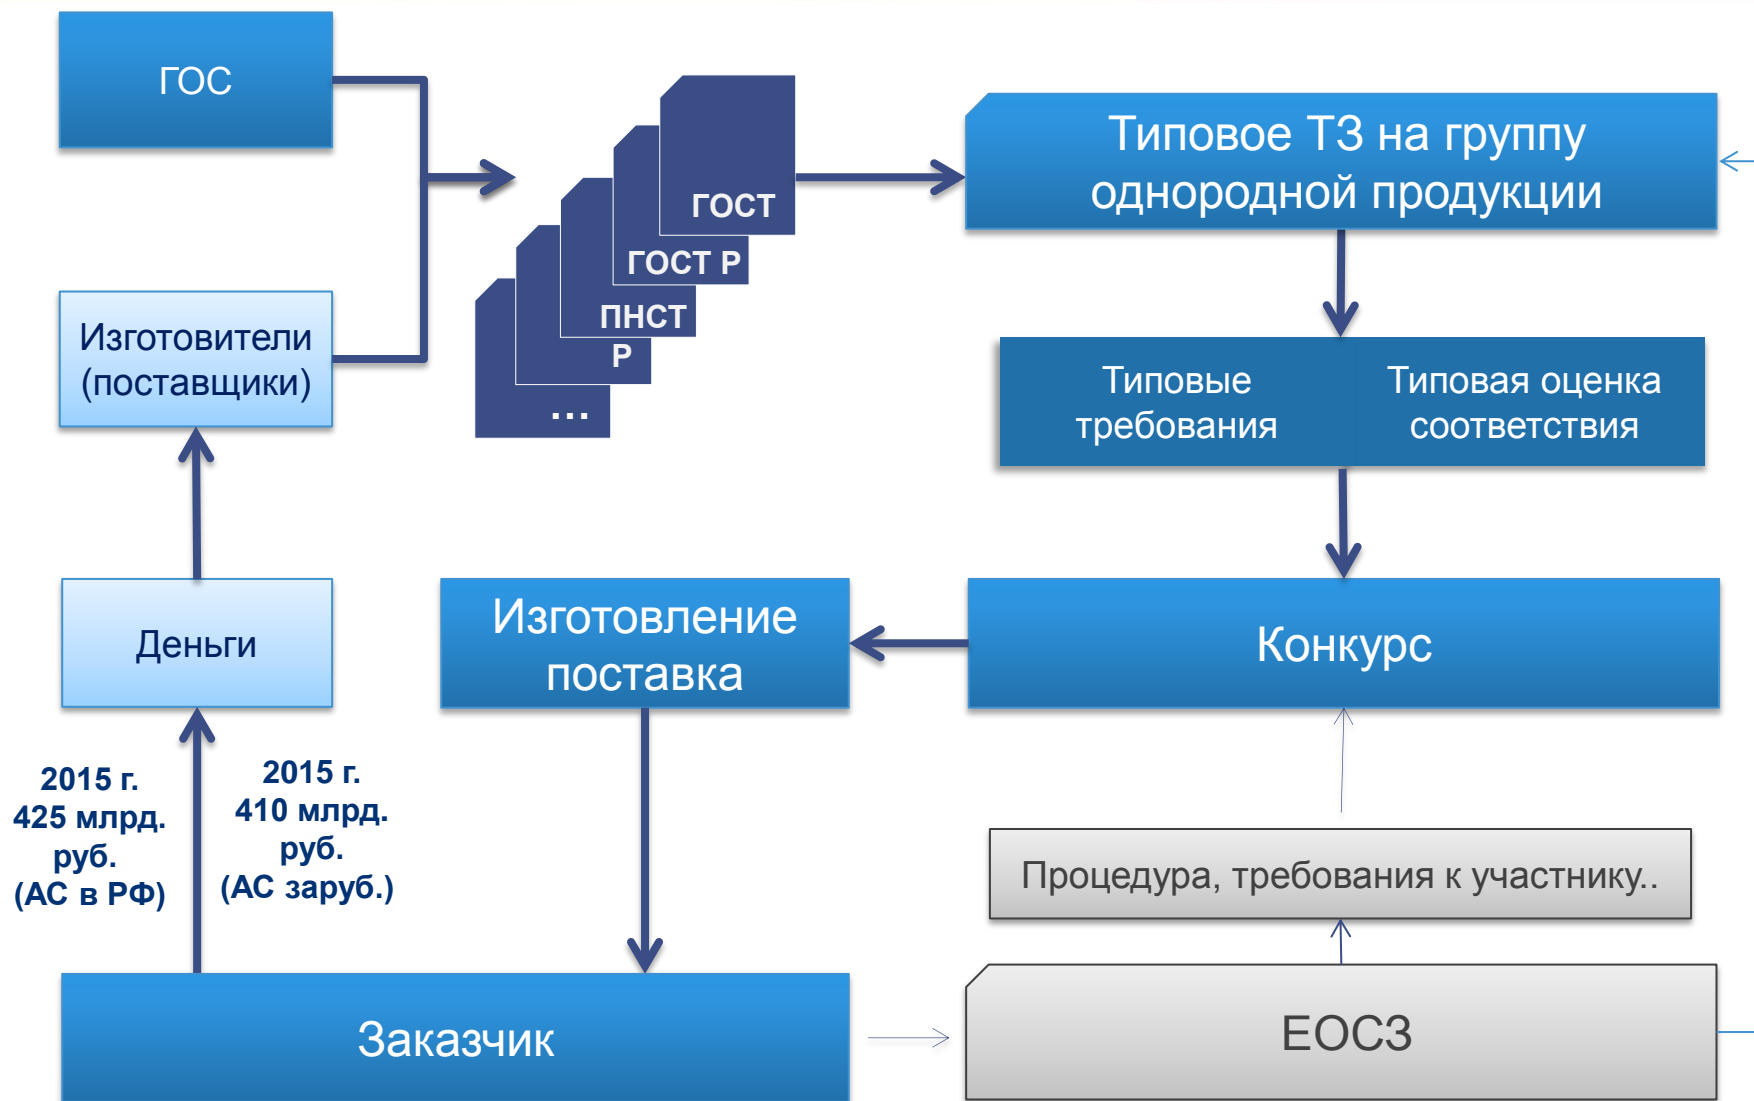 ГОС
ГОСТ
ГОСТ Р
ПНСТ
Р
...
Типовое ТЗ на группу
однородной продукции
Изготовители
(поставщики)
Типовые
требования
Типовая оценка
соответствия
Деньги
Изготовление
поставка
Конкурс
2015 г.
425 млрд.
руб.
(АС в РФ)
2015 г.
410 млрд.
руб.
(АС заруб.)
Процедура, требования к участнику..
Заказчик
ЕОСЗ